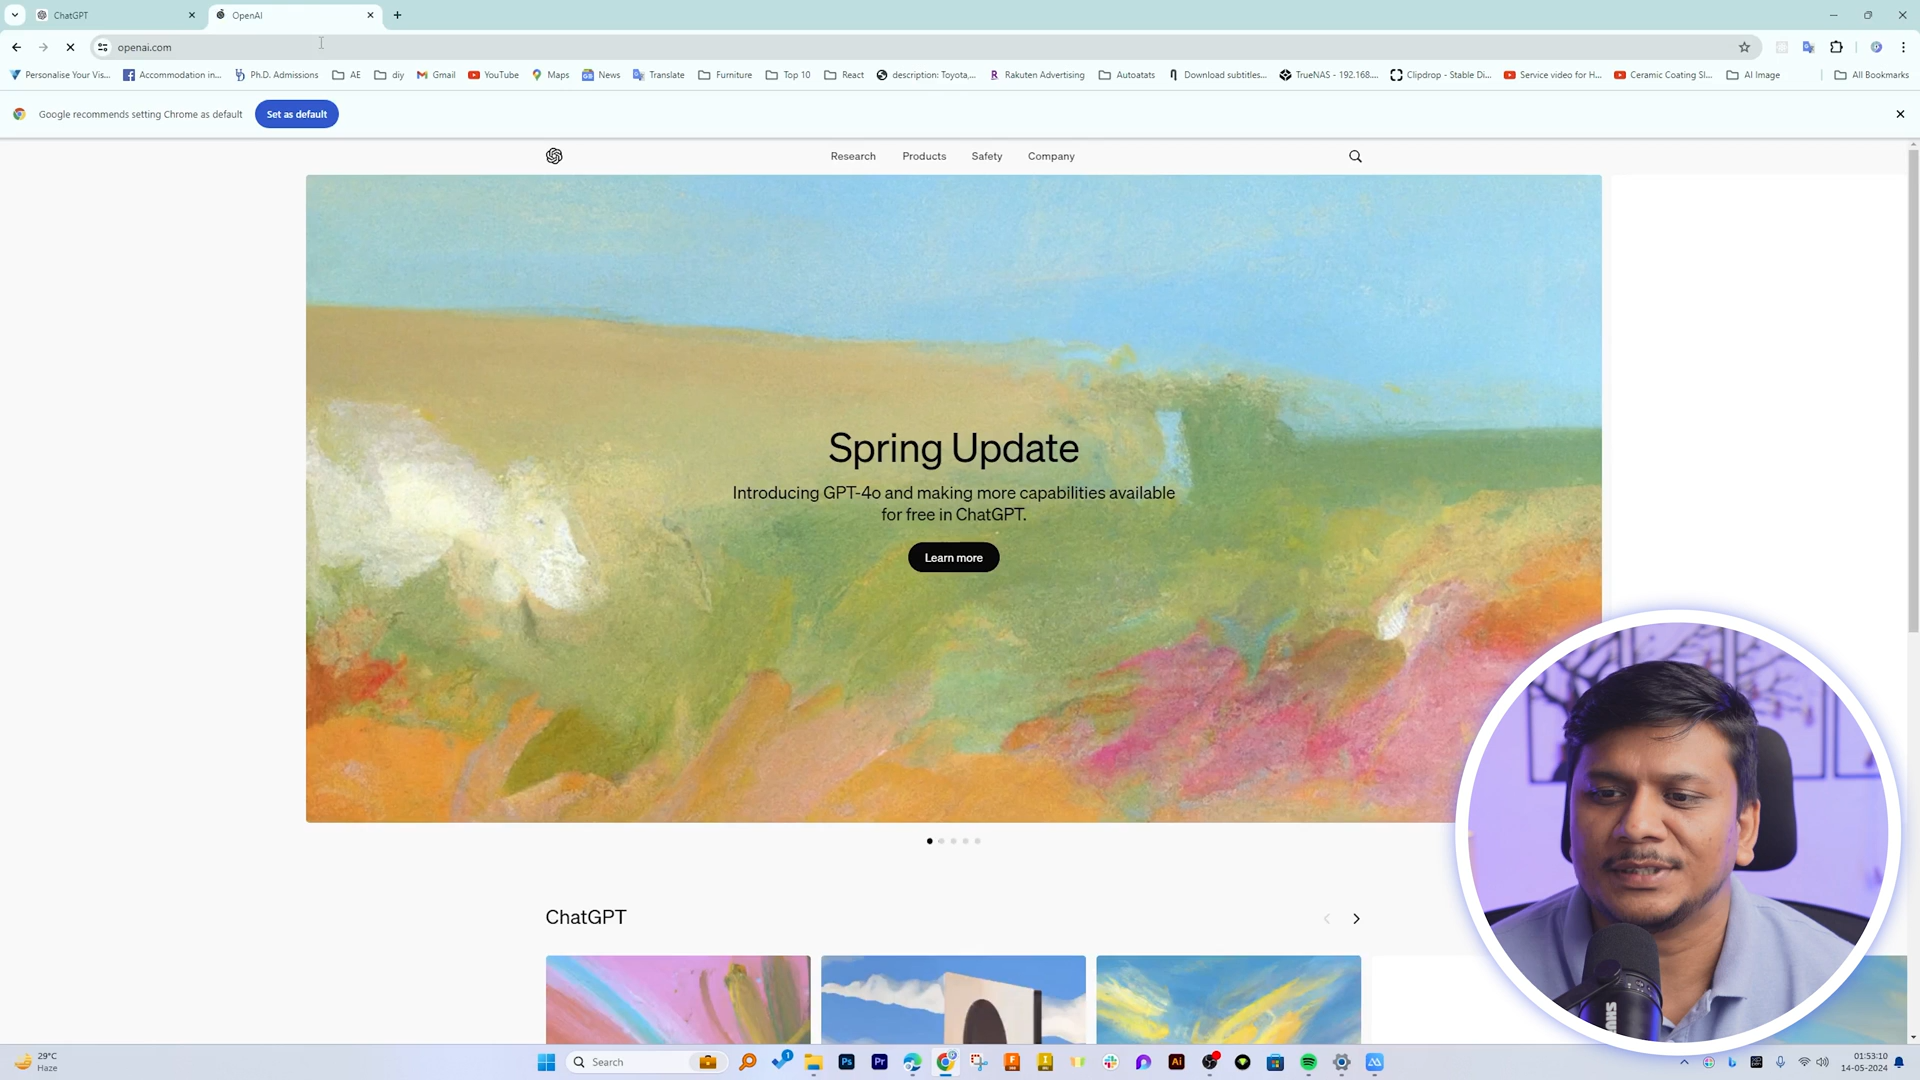 ChatGPT
OpenAI
openai.com
Personalise Your Vis...
Accommodation in...
Ph.D. Admissions
AE
diy
Gmail
YouTube
Maps
News
Translate
Furniture
Top 10
React
description: Toyota,...
Rakuten Advertising
Autoatats
Download subtitles...
TrueNAS - 192.168....
Clipdrop - Stable Di...
Service video for H...
Ceramic Coating Sl...
AI Image
All Bookmarks
Google recommends setting Chrome as default
Set as default
Research
Products
Safety
Company
Spring Update
Introducing GPT-4o and making more capabilities available
for free in ChatGPT.
Learn more
ChatGPT
29°C
Haze
Search
01:53:10
14-05-2024